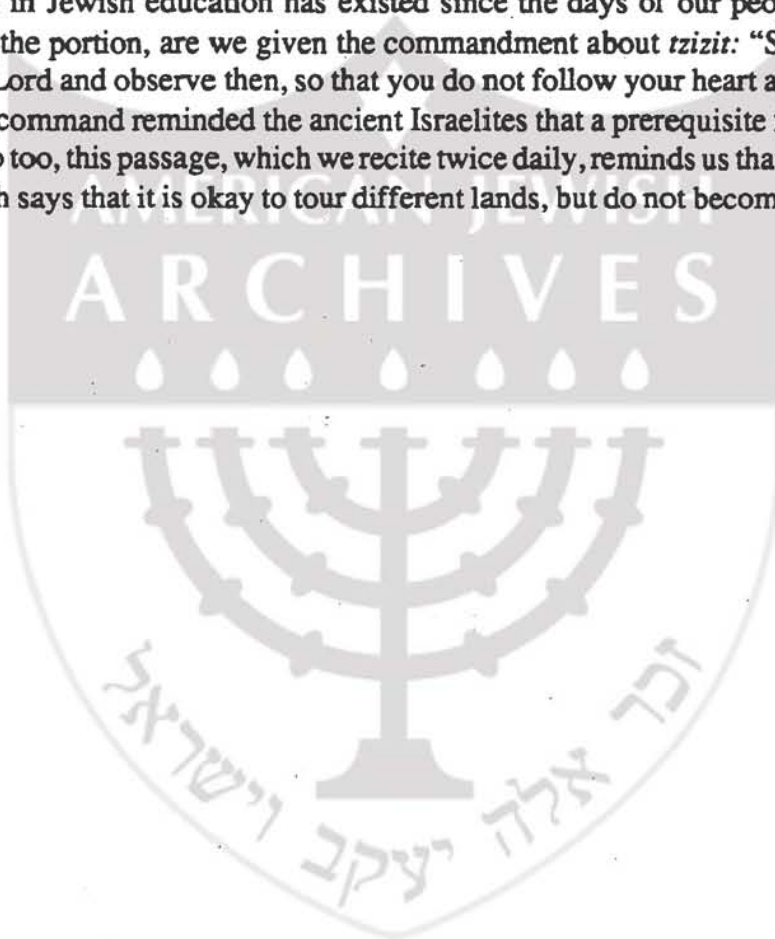 in Jewish education has existed since the days of our peo
the portion, are we given the commandment about tzizit: "S
Lord and observe then, so that you do not follow your heart a
command reminded the ancient Israelites that a prerequisite
too, this passage, which we recite twice daily, reminds us tha
says that it is okay to tour different lands, but do not becom
AMERICAN JEWISH
ARCHIVES
זכר אלה יעקב וישראל